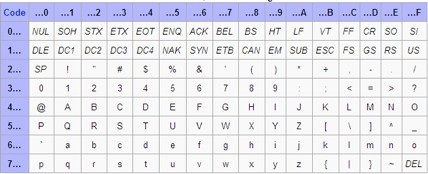 Code ...0 ...1 ...2 ...3 ...4 ...5 ...6 ...7 ...8 ...9 ...A ...B ...C ...D ...E ...F
0... NUL SOH STX ETX EOT ENQ ACK BEL BS HT LF VT FF CR SO SI
1... DLE DC1 DC2 DC3 DC4 NAK SYN ETB CAN EM SUB ESC FS GS RS US
2... SP ! " # $ % & ' ( ) * + , - . /
3... 0 1 2 3 4 5 6 7 8 9 : ; < = > ?
4... @ A B C D E F G H I J K L M N O
5... P Q R S T U V W X Y Z [ \ ] ^ _
6... ` a b c d e f g h i j k l m n o
7... p q r s t u v w x y z { | } ~ DEL